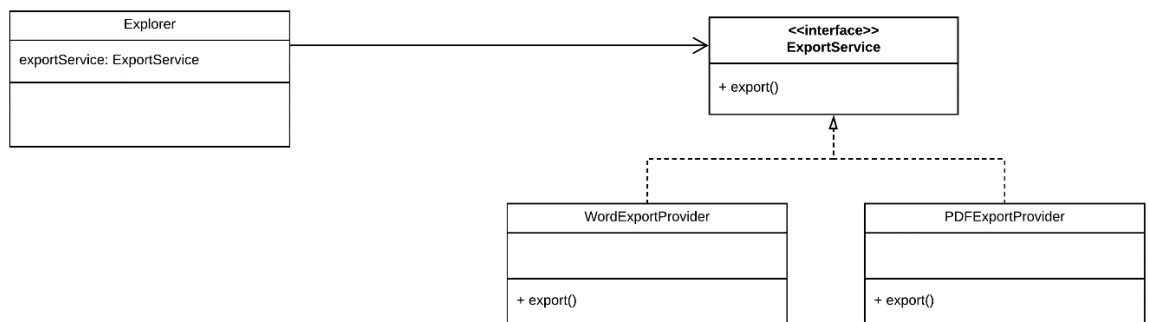 Explorer
exportService: ExportService
<<interface>>
ExportService
+ export()
WordExportProvider
+ export()
PDFExportProvider
+ export()